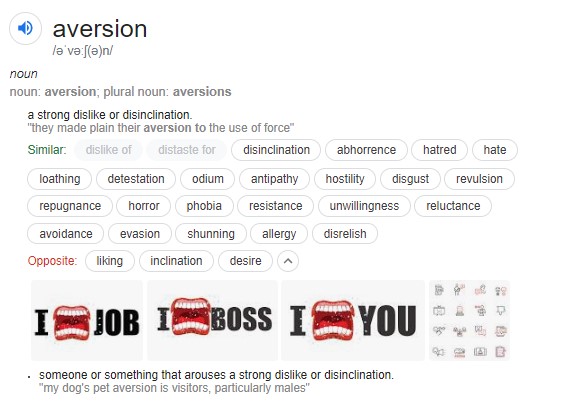 aversion
/əˈvəːʃ(ə)n/
noun
noun: aversion; plural noun: aversions
a strong dislike or disinclination.
"they made plain their aversion to the use of force"
Similar: dislike of distaste for disinclination abhorrence hatred hate
loathing detestation odium antipathy hostility disgust revulsion
repugnance horror phobia resistance unwillingness reluctance
avoidance evasion shunning allergy disrelish
Opposite: liking inclination desire
I JOB I BOSS I YOU
• someone or something that arouses a strong dislike or disinclination.
"my dog's pet aversion is visitors, particularly males"